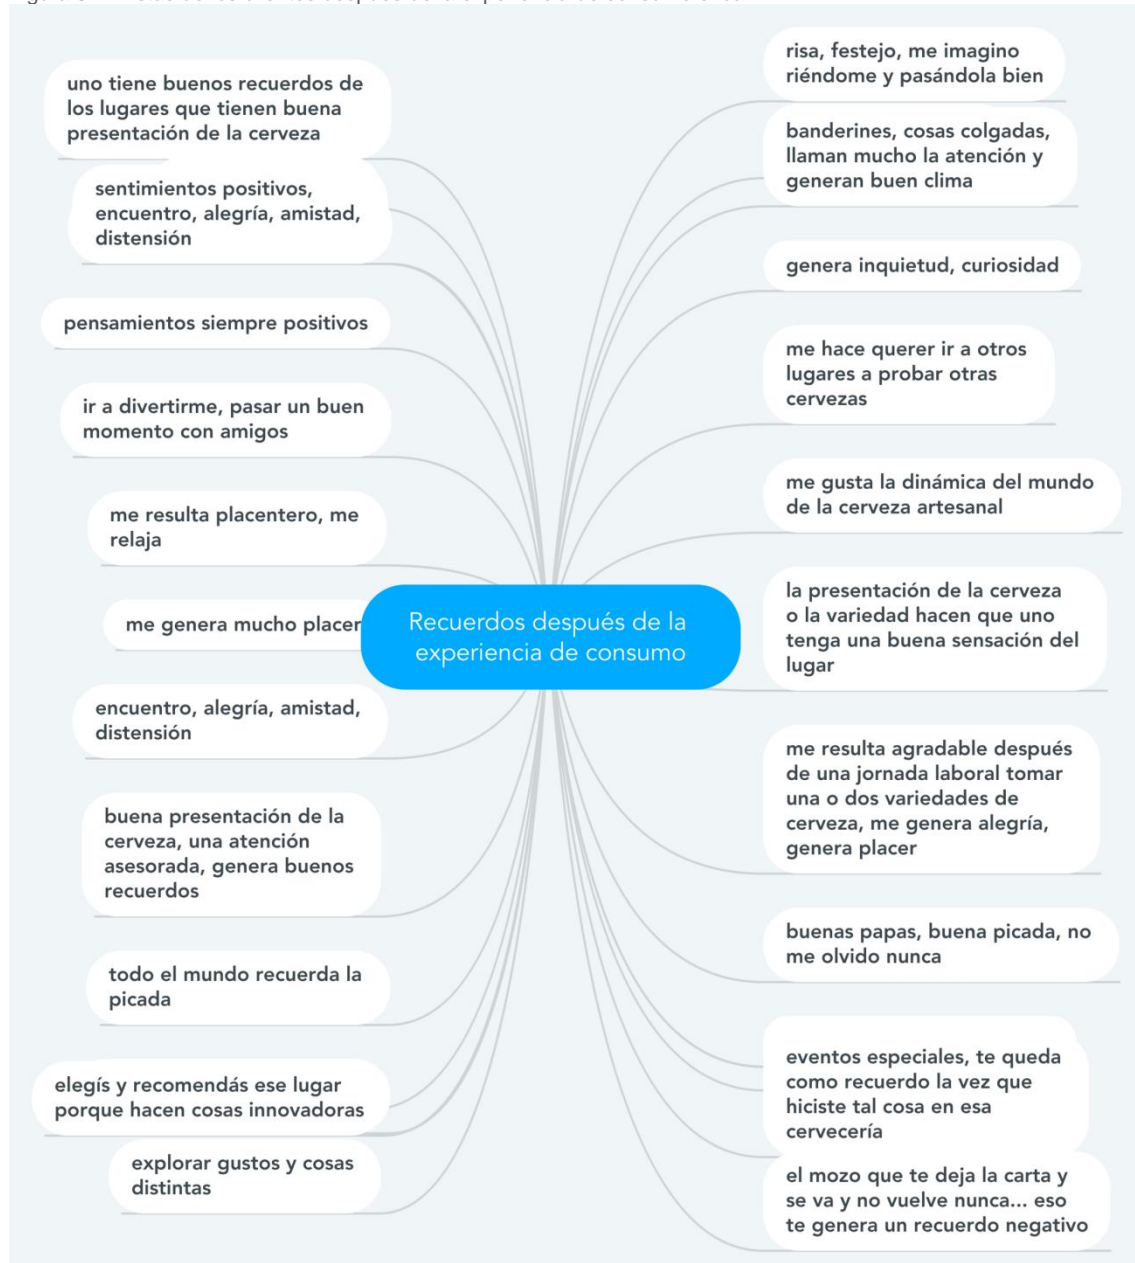 uno tiene buenos recuerdos de
los lugares que tienen buena
presentación de la cerveza
sentimientos positivos,
encuentro, alegría, amistad,
distensión
pensamientos siempre positivos
ir a divertirme, pasar un buen
momento con amigos
me resulta placentero, me
relaja
me genera mucho placer
encuentro, alegría, amistad,
distensión
buena presentación de la
cerveza, una atención
asesorada, genera buenos
recuerdos
todo el mundo recuerda la
picada
elegís y recomendás ese lugar
porque hacen cosas innovadoras
explorar gustos y cosas
distintas
Recuerdos después de la
experiencia de consumo
risa, festejo, me imagino
riéndome y pasándola bien
banderines, cosas colgadas,
llaman mucho la atención y
generan buen clima
genera inquietud, curiosidad
me hace querer ir a otros
lugares a probar otras
cervezas
me gusta la dinámica del mundo
de la cerveza artesanal
la presentación de la cerveza
o la variedad hacen que uno
tenga una buena sensación del
lugar
me resulta agradable después
de una jornada laboral tomar
una o dos variedades de
cerveza, me genera alegría,
genera placer
buenas papas, buena picada, no
me olvido nunca
eventos especiales, te queda
como recuerdo la vez que
hiciste tal cosa en esa
cervecería
el mozo que te deja la carta y
se va y no vuelve nunca... eso
te genera un recuerdo negativo